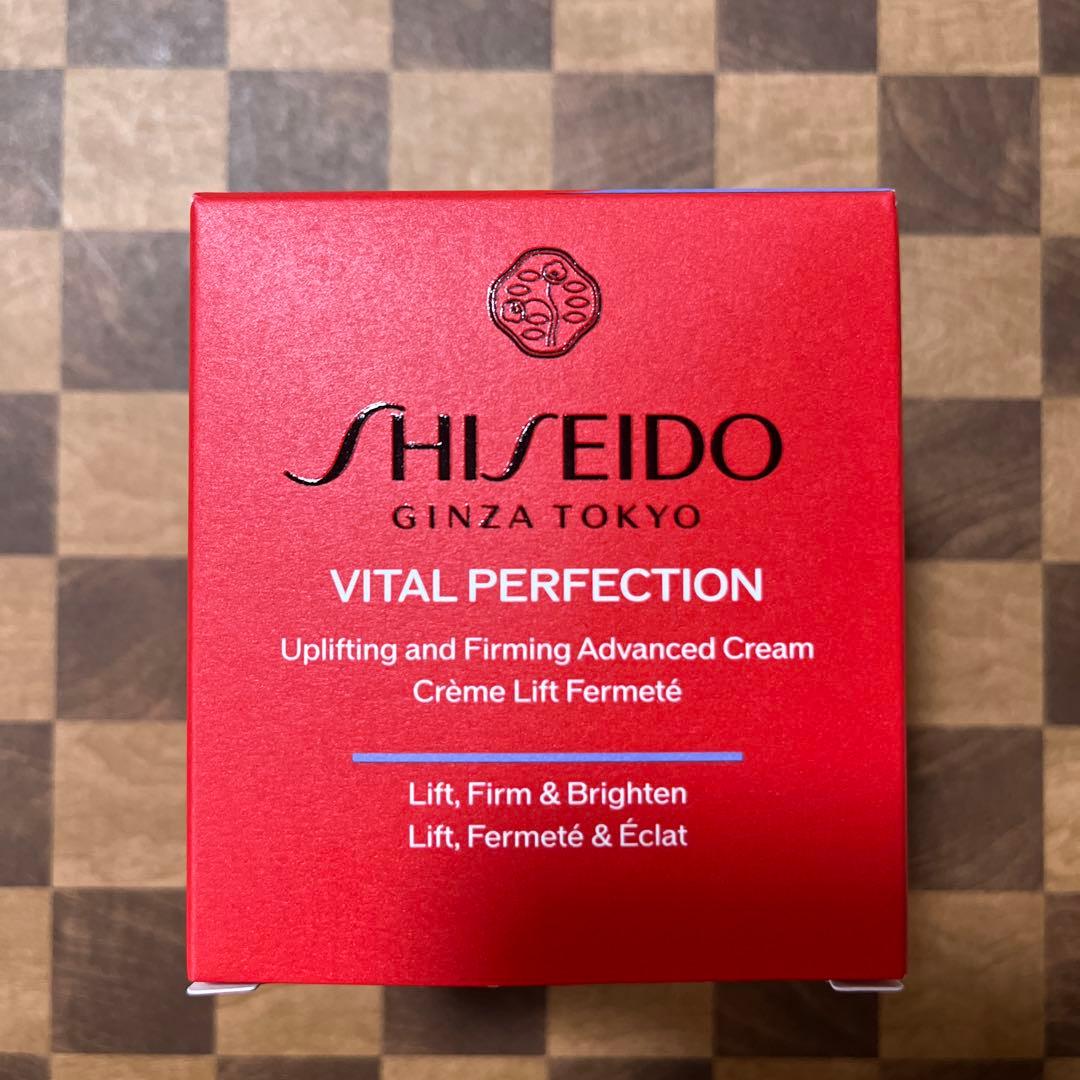 SHISEIDO
GINZA TOKYO
VITAL PERFECTION
Uplifting and Firming Advanced Cream
Crème Lift Fermeté
Lift, Firm & Brighten
Lift, Fermeté & Éclat